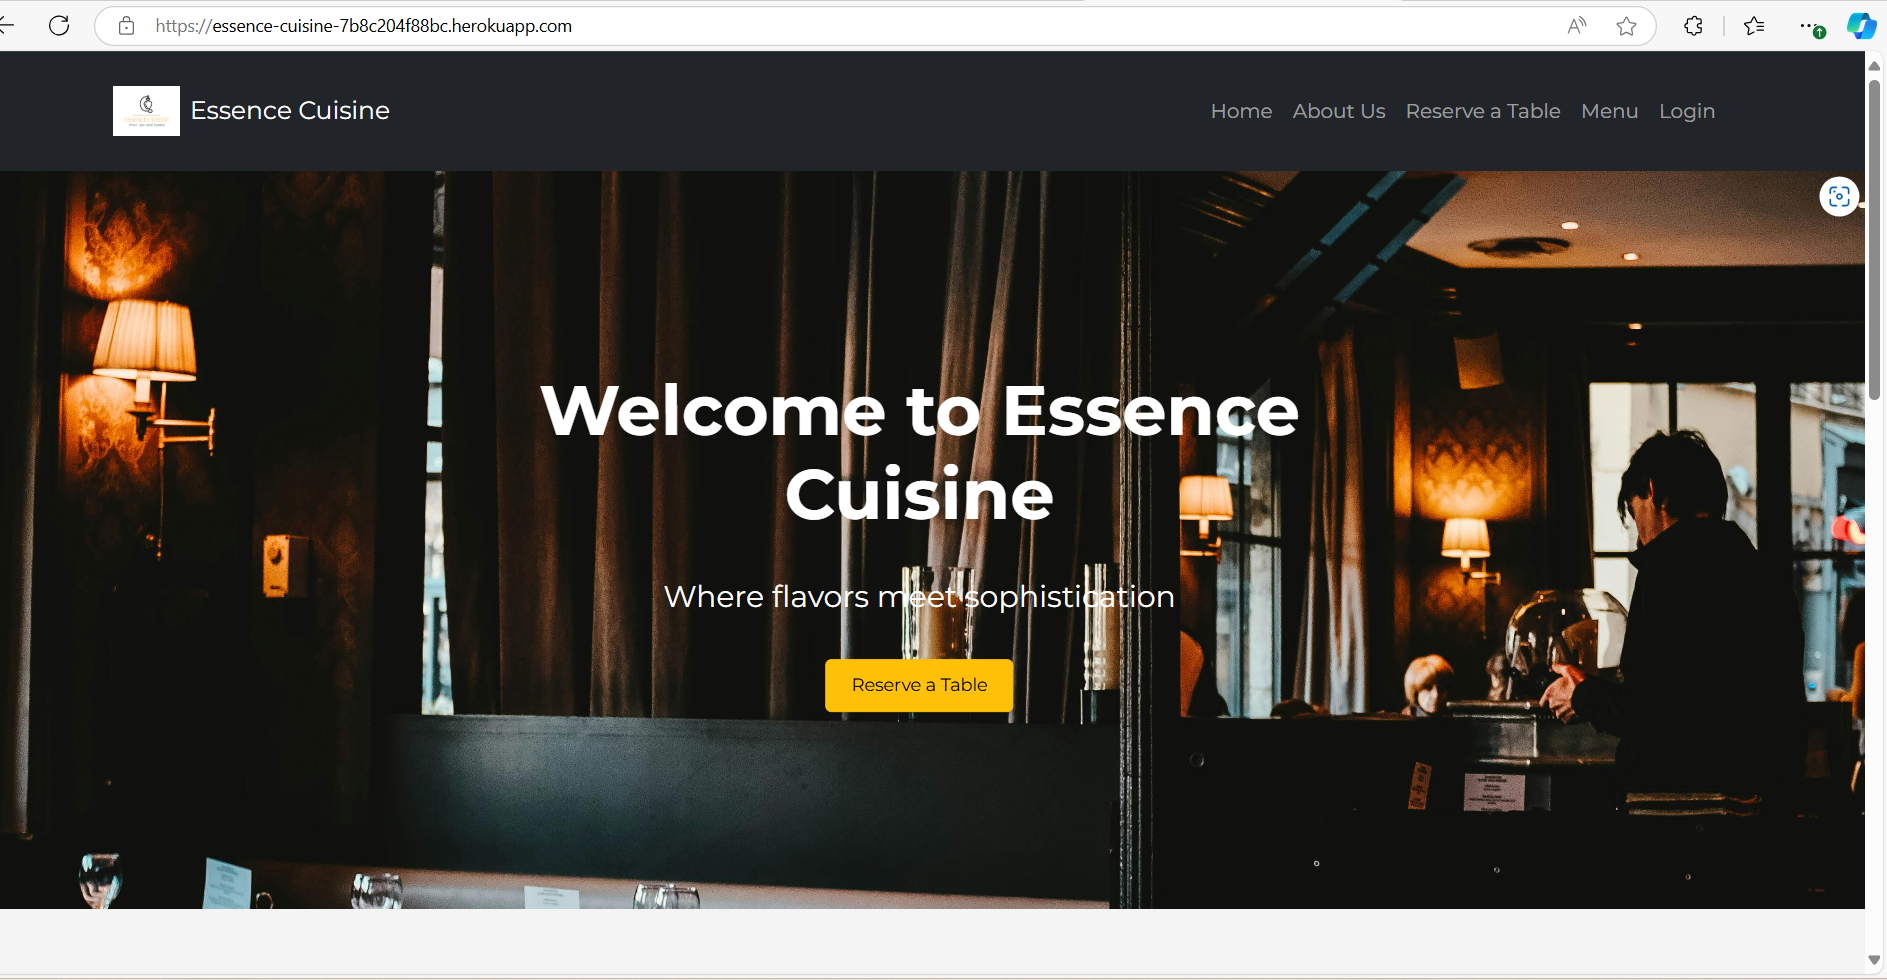 https://essence-cuisine-7b8c204f88bc.herokuapp.com
Essence Cuisine
Home About Us Reserve a Table Menu Login
Welcome to Essence
Cuisine
Where flavors meet sophistication
Reserve a Table